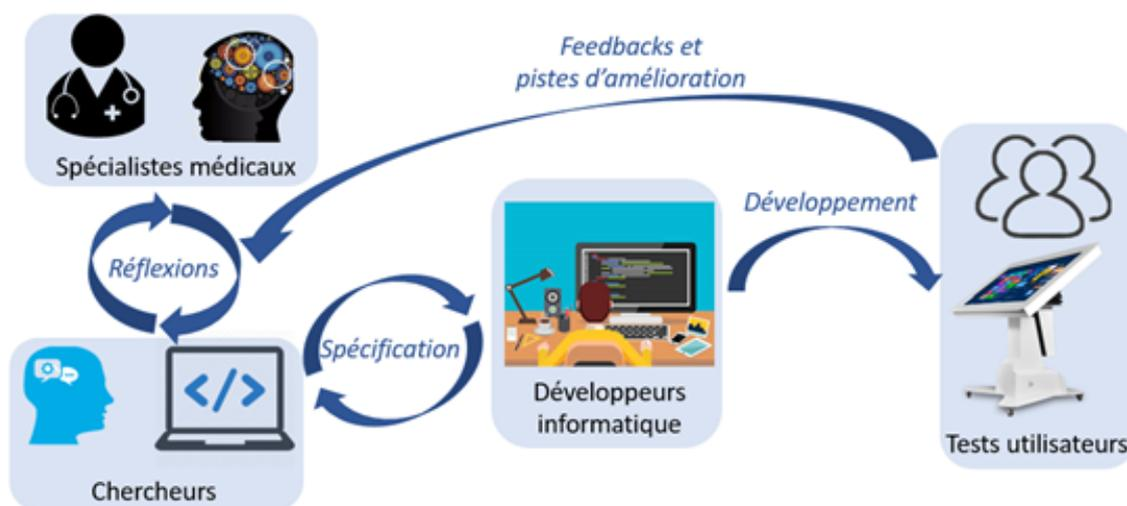 Feedbacks et
pistes d'amélioration
Spécialistes médicaux
Réflexions
Développement
Spécification
</>
Développeurs
informatique
Tests utilisateurs
Chercheurs